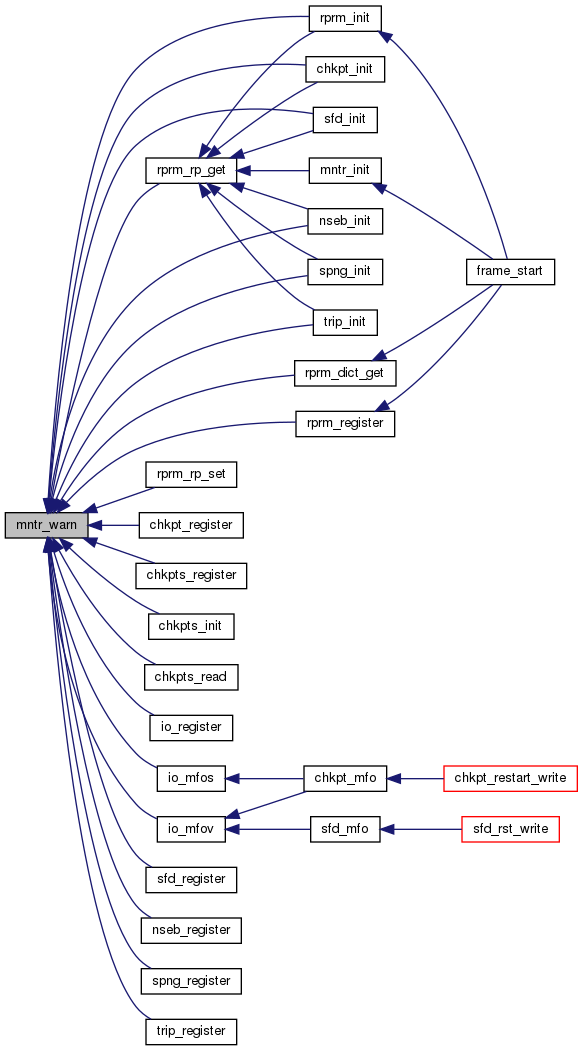 rprm_init
chkpt_init
sfd_init
rprm_rp_get
mntr_init
nseb_init
spng_init
frame_start
trip_init
rprm_dict_get
rprm_register
rprm_rp_set
mntr_warn
chkpt_register
chkpts_register
chkpts_init
chkpts_read
io_register
io_mfos
chkpt_mfo
chkpt_restart_write
io_mfov
sfd_mfo
sfd_rst_write
sfd_register
nseb_register
spng_register
trip_register